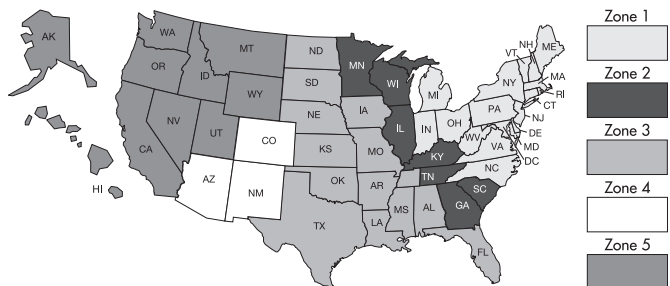 Zone 1
Zone 2
Zone 3
Zone 4
Zone 5
AK
WA
OR
CA
HI
NV
ID
MT
WY
UT
AZ
CO
NM
ND
SD
NE
KS
OK
TX
MN
IA
MO
AR
LA
WI
IL
MI
IN
OH
KY
TN
MS
AL
GA
FL
SC
NC
VA
WV
PA
NY
VT
NH
ME
MA
RI
CT
NJ
DE
MD
DC